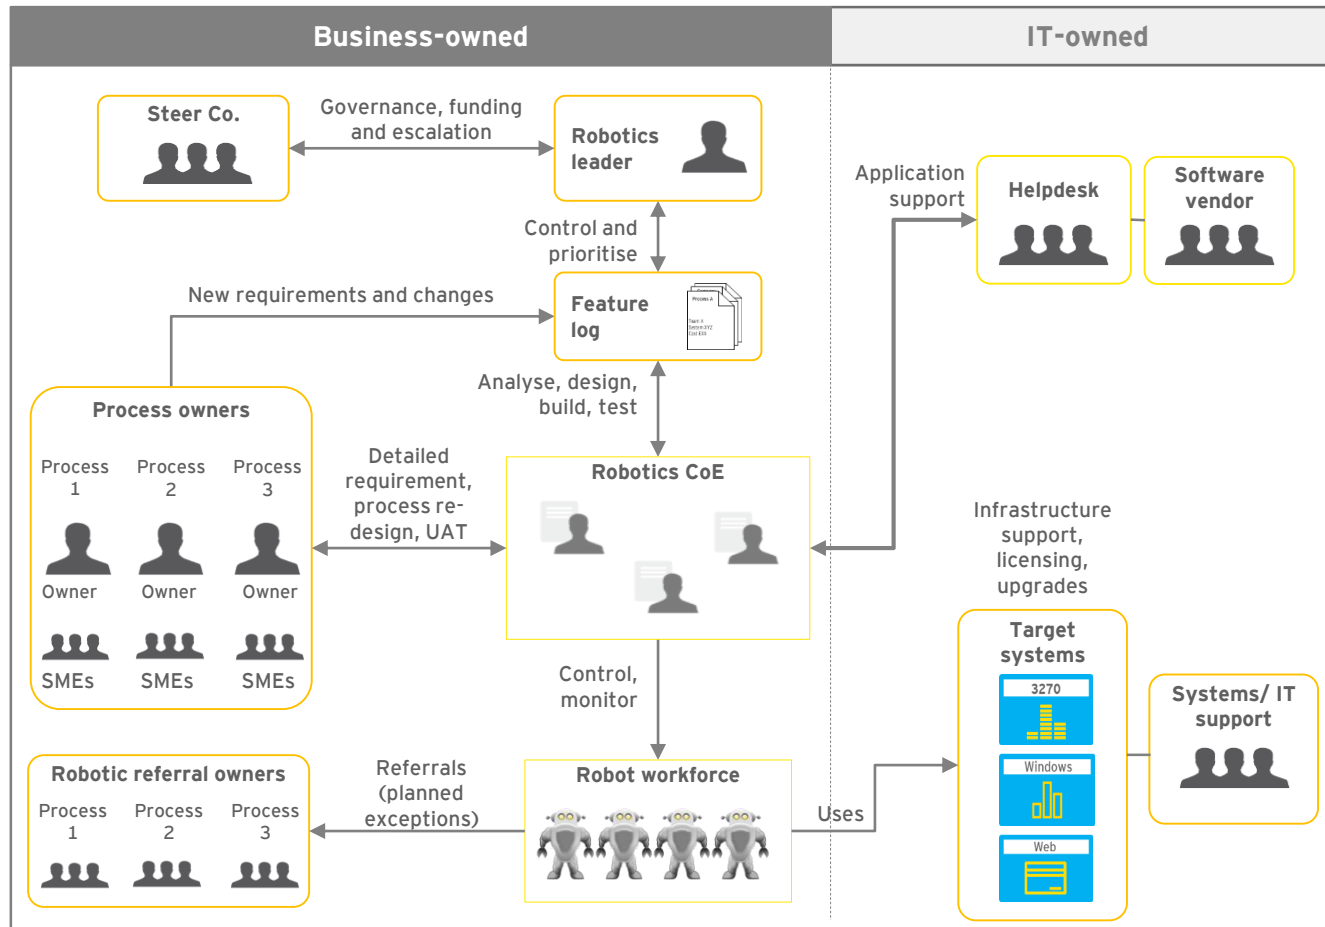 Business-owned
IT-owned
Steer Co.
Governance, funding
and escalation
Robotics
leader
Control and
prioritise
New requirements and changes
Feature
log
Process A
Team X
System XYZ
Analyse, design,
build, test
Application
support
Helpdesk
Software
vendor
Process owners
Process
1
Process
2
Process
3
Owner
Owner
Owner
SMEs
SMEs
SMEs
Detailed
requirement,
process re-
design, UAT
Robotics CoE
Control,
monitor
Infrastructure
support,
licensing,
upgrades
Target
systems
3270
Windows
Web
Systems/ IT
support
Robotic referral owners
Process
1
Process
2
Process
3
Referrals
(planned
exceptions)
Robot workforce
Uses